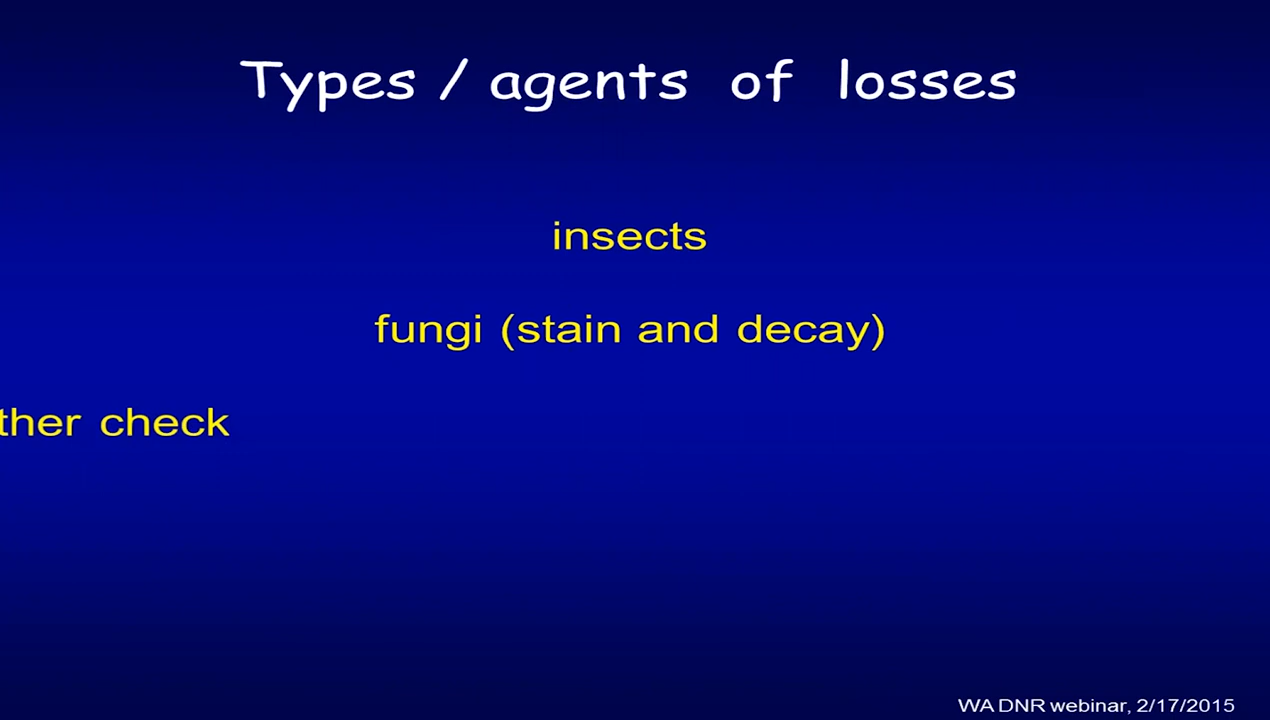 Types / agents of losses
insects
fungi (stain and decay)
ther check
WA DNR webinar, 2/17/2015